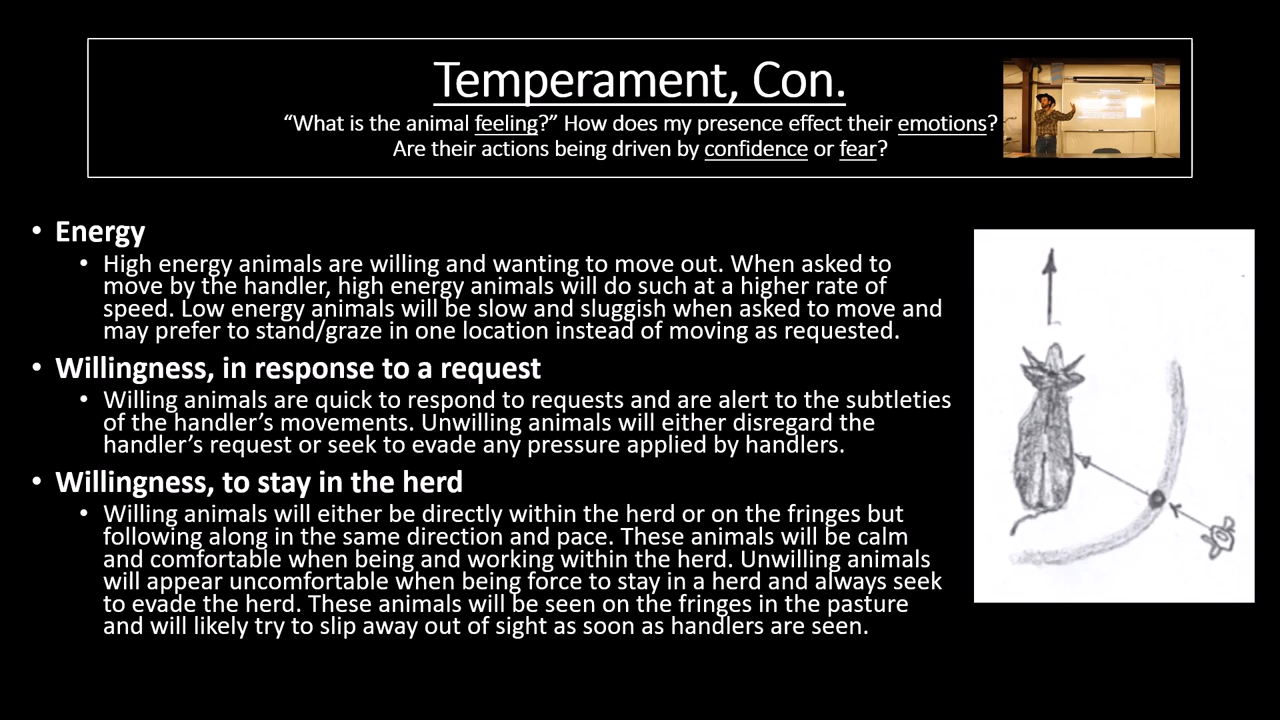 Temperament, Con.
“What is the animal feeling?” How does my presence effect their emotions?
Are their actions being driven by confidence or fear?
• Energy
• High energy animals are willing and wanting to move out. When asked to
move by the handler, high energy animals will do such at a higher rate of
speed. Low energy animals will be slow and sluggish when asked to move and
may prefer to stand/graze in one location instead of moving as requested.
• Willingness, in response to a request
• Willing animals are quick to respond to requests and are alert to the subtleties
of the handler’s movements. Unwilling animals will either disregard the
handler’s request or seek to evade any pressure applied by handlers.
• Willingness, to stay in the herd
• Willing animals will either be directly within the herd or on the fringes but
following along in the same direction and pace. These animals will be calm
and comfortable when being and working within the herd. Unwilling animals
will appear uncomfortable when being force to stay in a herd and always seek
to evade the herd. These animals will be seen on the fringes in the pasture
and will likely try to slip away out of sight as soon as handlers are seen.